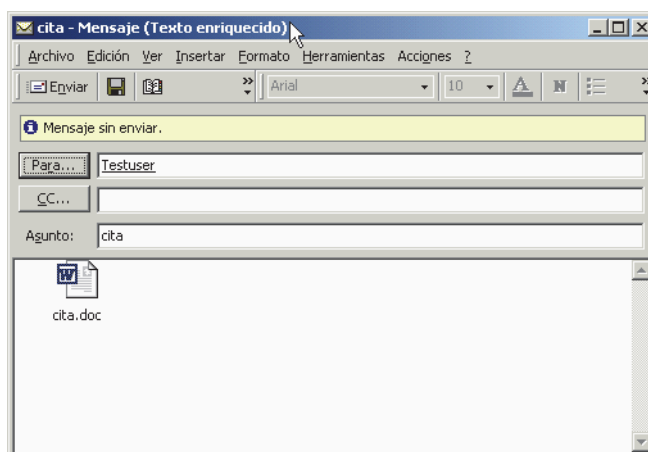 cita - Mensaje (Texto enriquecido)
Archivo Edición Ver Insertar Formato Herramientas Acciones ?
Enviar Arial 10 A N
Mensaje sin enviar.
Para... Testuser
CC...
Asunto: cita
cita.doc